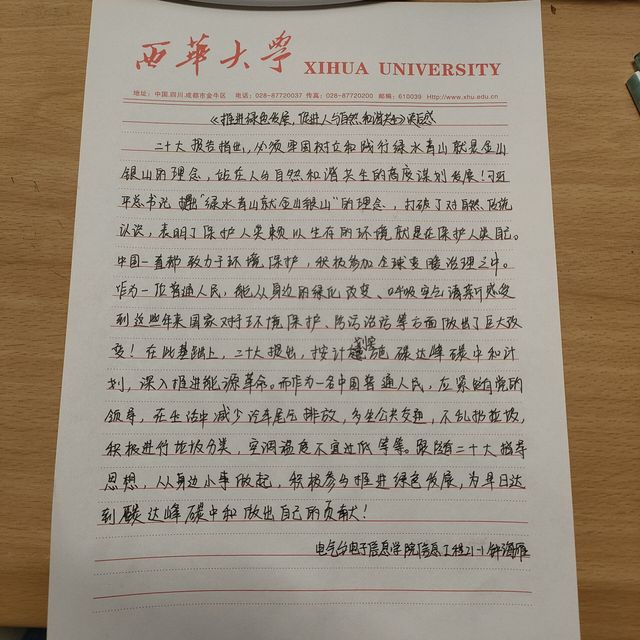 西華大學 XIHUA UNIVERSITY
地址：中国.四川.成都市金牛区 电话：028-87720037 传真：028-87720200 邮编：610039 Http://www.xhu.edu.cn
《推进绿色发展，促进人与自然和谐共生》读后感
二十大报告指出，必须牢固树立和践行绿水青山就是金山
银山的理念，站在人与自然和谐共生的高度谋划发展！习近
平总书记提出“绿水青山就金山银山”的理念，打破了对自然传统
认识，表明了保护人类赖以生存的环境就是在保护人类自己。
中国一直都致力于环境保护，积极参加全球变暖治理之中。
作为一位普通人民，能从身边的绿化改变、呼吸空气清新感受
到这些年来国家对于环境保护、防污治污等方面做出了巨大改
变！在此基础上，二十大提出，按计划实施碳达峰碳中和计
划，深入推进能源革命。而作为一名中国普通人民，应紧跟党的
领导，在生活中减少汽车尾气排放，多坐公共交通，不乱扔垃圾，
积极进行垃圾分类，空调温度不宜过低等等。跟随着二十大指导
思想，从身边小事做起，积极参与推进绿色发展，为早日达
到碳达峰碳中和做出自己的贡献！
电气与电子信息学院信息工程21-1 钟海雁